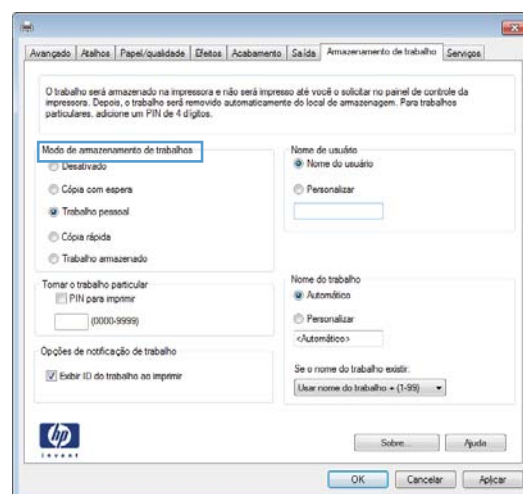 Avançado Atalhos Papel/qualidade Efeitos Acabamento Saída Armazenamento de trabalho Serviços
O trabalho será armazenado na impressora e não será impresso até você o solicitar no painel de controle da
impressora. Depois, o trabalho será removido automaticamente do local de armazenagem. Para trabalhos
particulares, adicione um PIN de 4 dígitos.
Modo de armazenamento de trabalhos
Desativado
Cópia com espera
Trabalho pessoal
Cópia rápida
Trabalho armazenado
Nome de usuário
Nome do usuário
Personalizar
Tornar o trabalho particular
PIN para imprimir
(0000-9999)
Opções de notificação de trabalho
Exibir ID do trabalho ao imprimir
Nome do trabalho
Automático
Personalizar
<Automático>
Se o nome do trabalho existir:
Usar nome do trabalho + (1-99)
hp
invent
Sobre... Ajuda
OK Cancelar Aplicar